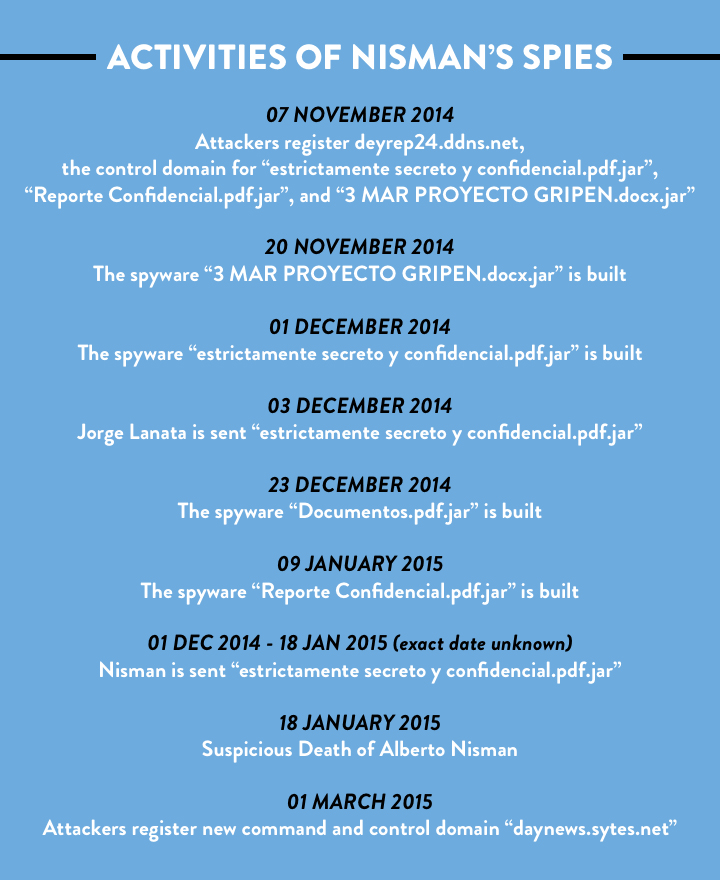 ACTIVITIES OF NISMAN’S SPIES
07 NOVEMBER 2014
Attackers register deyrep24.ddns.net,
the control domain for “estrictamente secreto y confidencial.pdf.jar”,
“Reporte Confidencial.pdf.jar”, and “3 MAR PROYECTO GRIPEN.docx.jar”
20 NOVEMBER 2014
The spyware “3 MAR PROYECTO GRIPEN.docx.jar” is built
01 DECEMBER 2014
The spyware “estrictamente secreto y confidencial.pdf.jar” is built
03 DECEMBER 2014
Jorge Lanata is sent “estrictamente secreto y confidencial.pdf.jar”
23 DECEMBER 2014
The spyware “Documentos.pdf.jar” is built
09 JANUARY 2015
The spyware “Reporte Confidencial.pdf.jar” is built
01 DEC 2014 - 18 JAN 2015 (exact date unknown)
Nisman is sent “estrictamente secreto y confidencial.pdf.jar”
18 JANUARY 2015
Suspicious Death of Alberto Nisman
01 MARCH 2015
Attackers register new command and control domain “daynews.sytes.net”